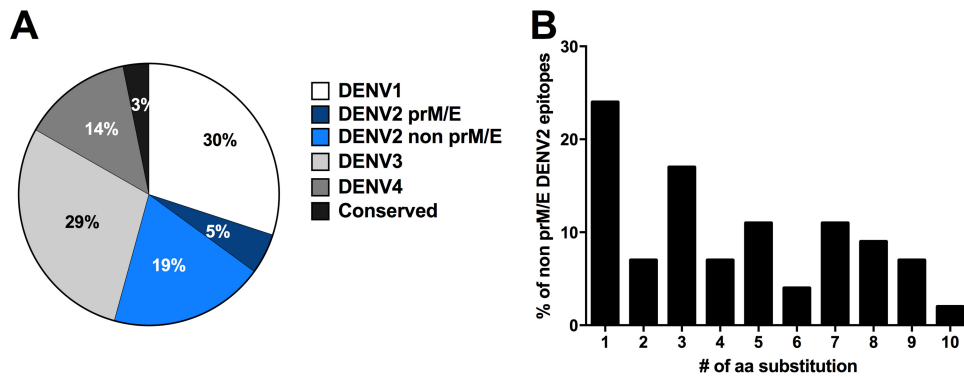 A
30%
5%
19%
29%
14%
3%
DENV1
DENV2 prM/E
DENV2 non prM/E
DENV3
DENV4
Conserved
B
% of non prM/E DENV2 epitopes
30
20
10
0
1 2 3 4 5 6 7 8 9 10
# of aa substitution